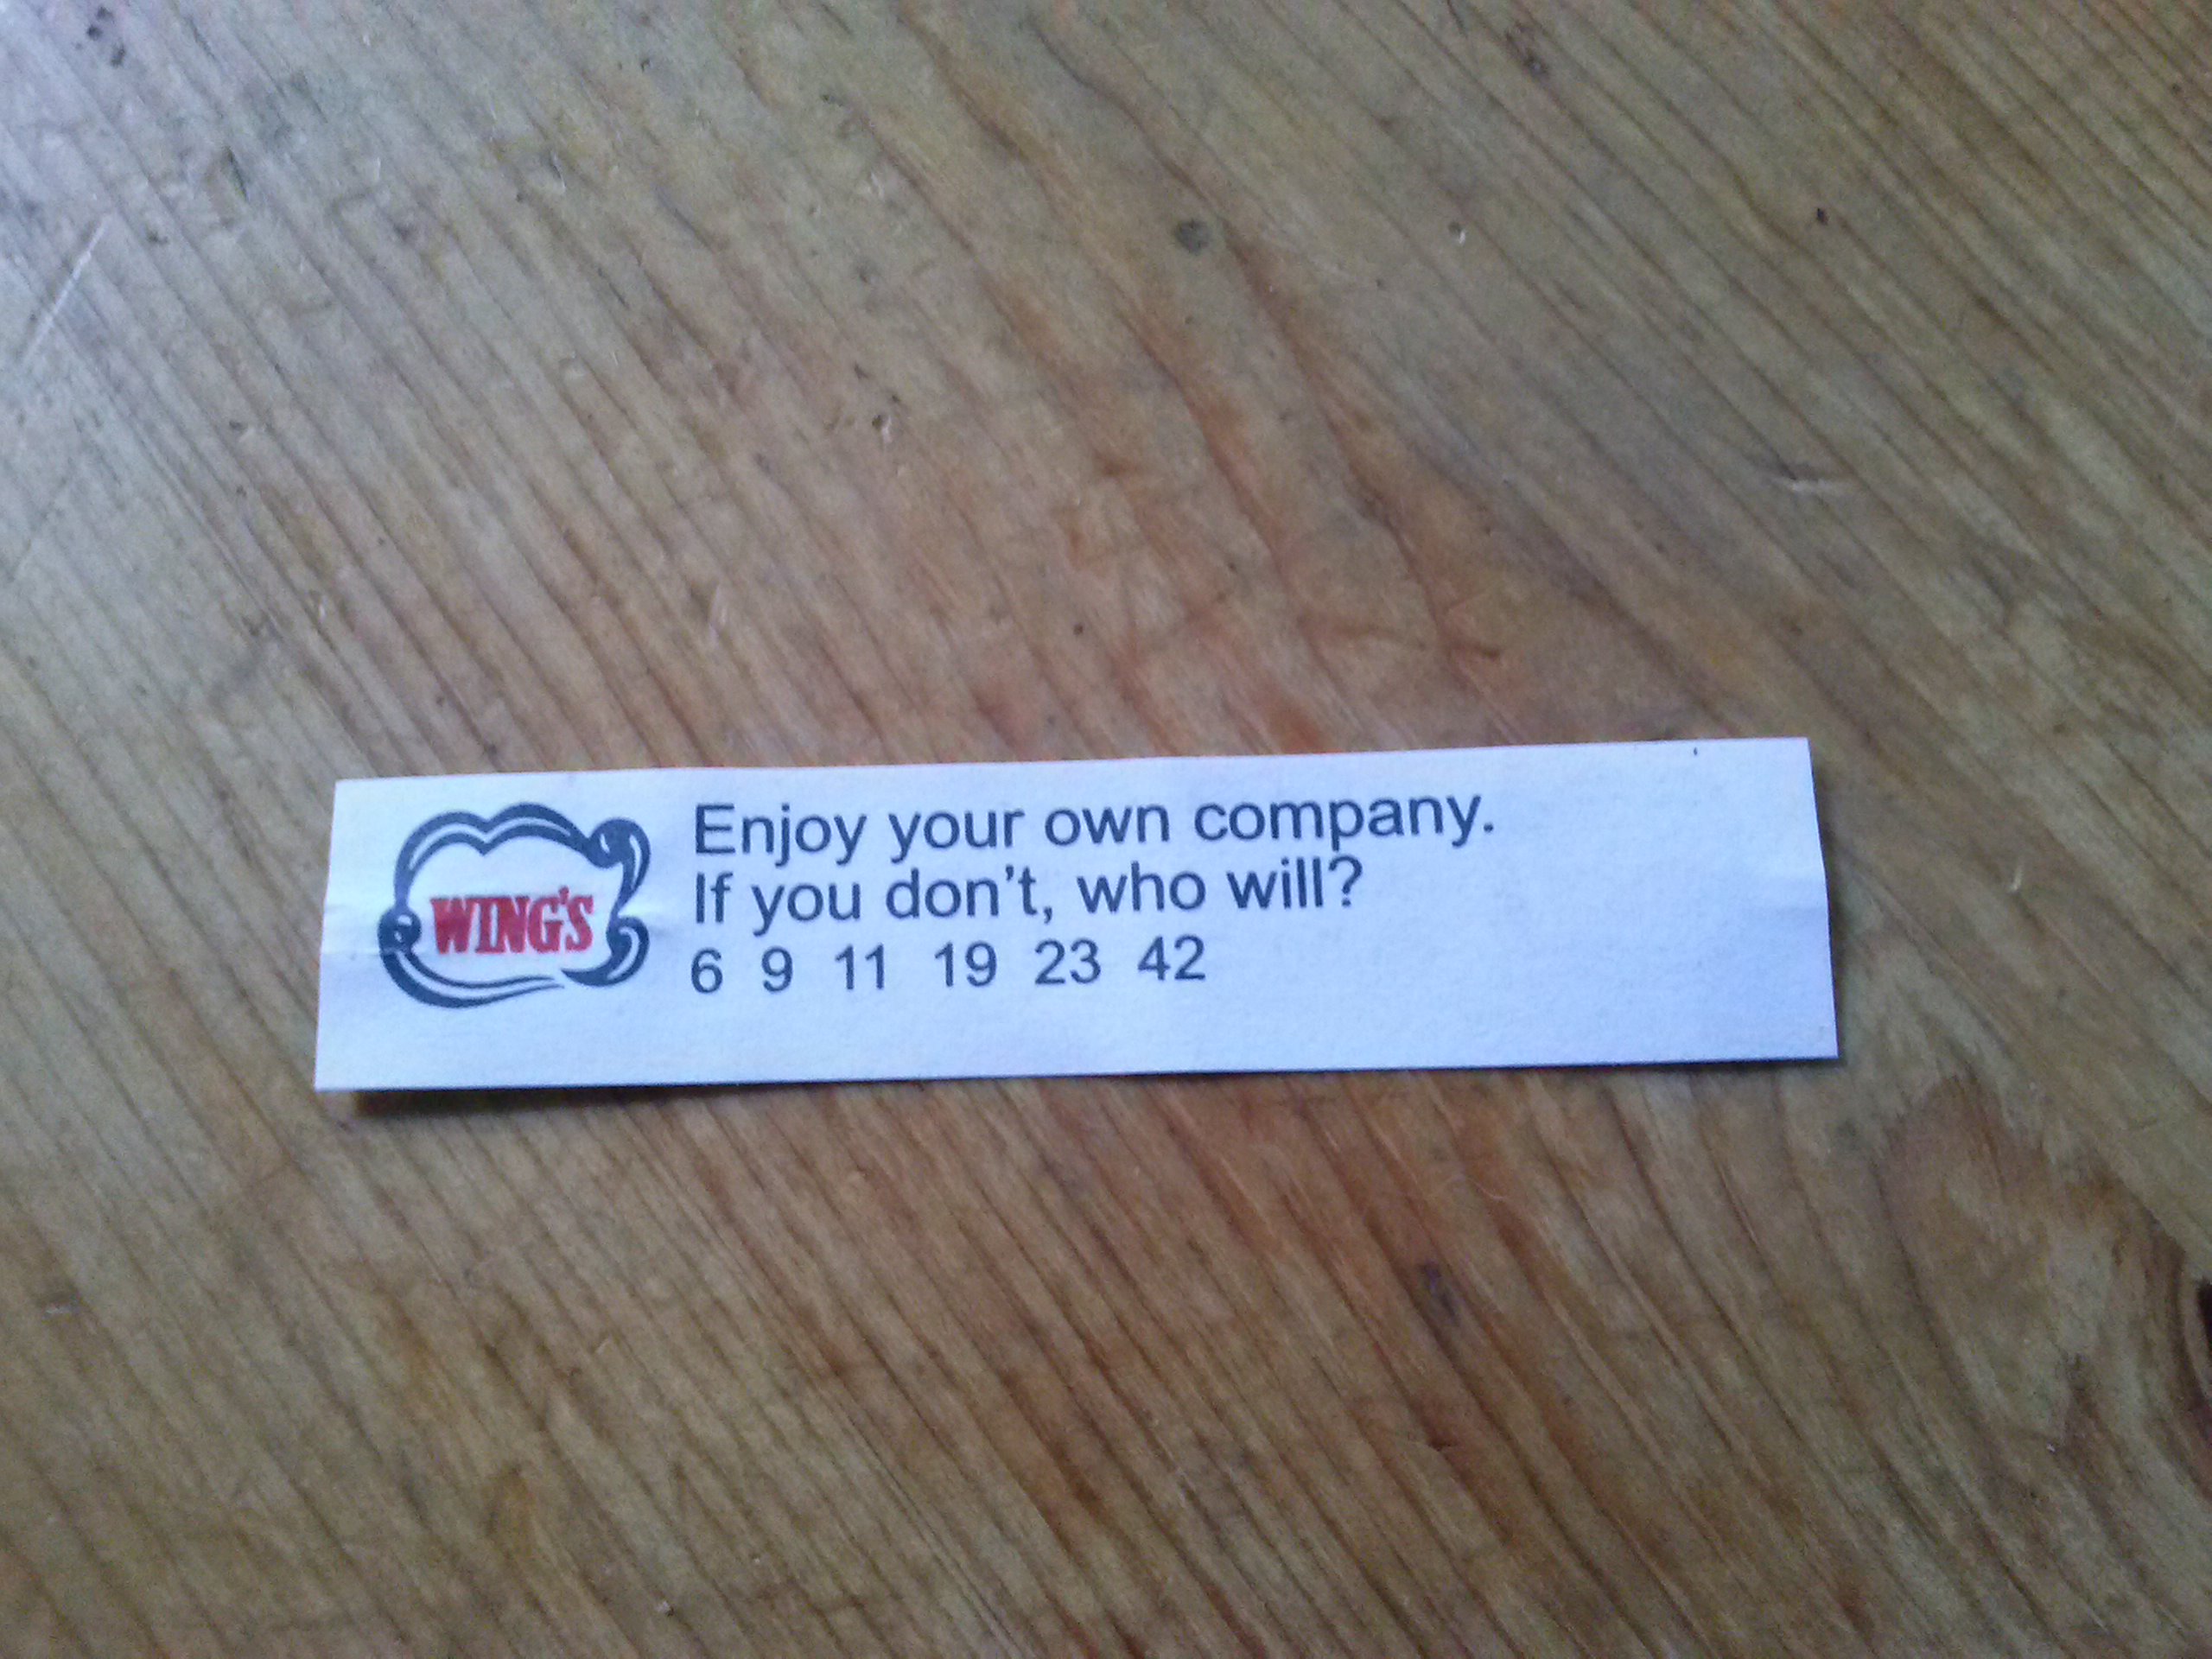 WING'S
Enjoy your own company.
If you don't, who will?
6 9 11 19 23 42